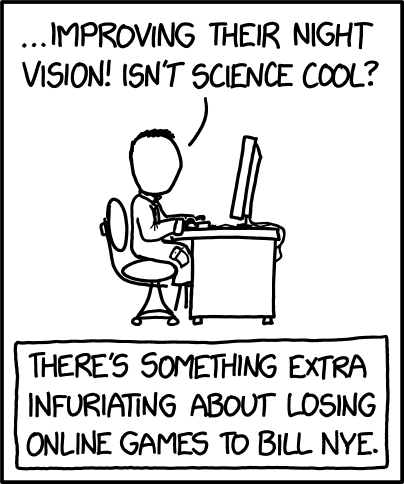 ...IMPROVING THEIR NIGHT
VISION! ISN'T SCIENCE COOL?
THERE'S SOMETHING EXTRA
INFURIATING ABOUT LOSING
ONLINE GAMES TO BILL NYE.